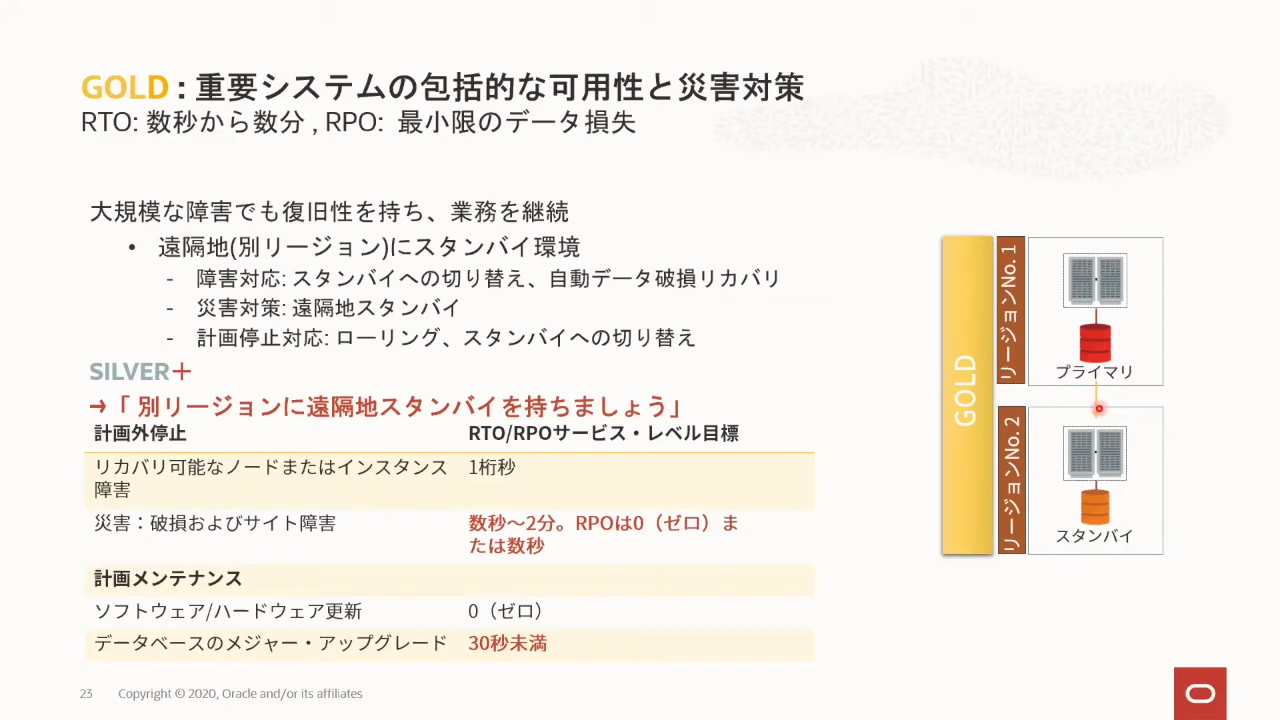 GOLD : 重要システムの包括的な可用性と災害対策
RTO: 数秒から数分 , RPO: 最小限のデータ損失
大規模な障害でも復旧性を持ち、業務を継続
• 遠隔地(別リージョン)にスタンバイ環境
- 障害対応: スタンバイへの切り替え、自動データ破損リカバリ
- 災害対策: 遠隔地スタンバイ
- 計画停止対応: ローリング、スタンバイへの切り替え
SILVER+
→「 別リージョンに遠隔地スタンバイを持ちましょう」
計画外停止 RTO/RPOサービス・レベル目標
リカバリ可能なノードまたはインスタンス 1桁秒
障害
災害：破損およびサイト障害 数秒～2分。RPOは0（ゼロ）ま
たは数秒
計画メンテナンス
ソフトウェア/ハードウェア更新 0（ゼロ）
データベースのメジャー・アップグレード 30秒未満
GOLD
リージョンNo. 1
プライマリ
リージョンNo. 2
スタンバイ
23 Copyright © 2020, Oracle and/or its affiliates